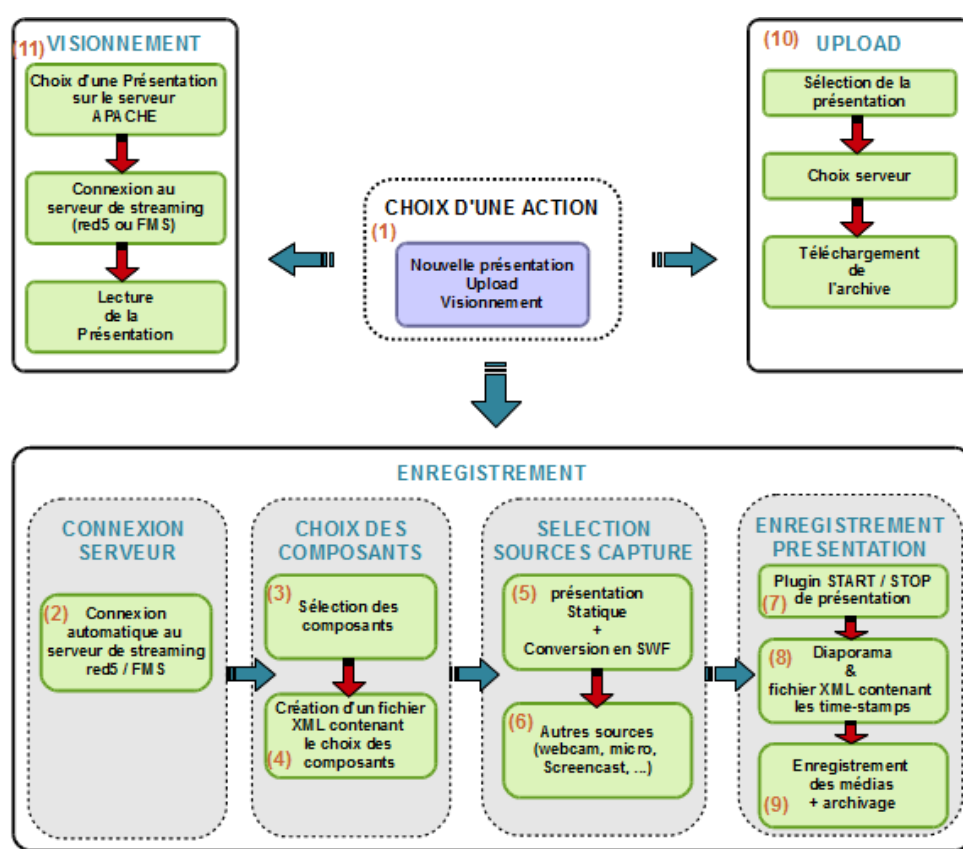 (11) VISIONNEMENT
Choix d'une Présentation
sur le serveur
APACHE
Connexion au
serveur de streaming
(red5 ou FMS)
Lecture
de la
Présentation
CHOIX D'UNE ACTION
(1)
Nouvelle présentation
Upload
Visionnement
(10) UPLOAD
Sélection de la
présentation
Choix serveur
Téléchargement
de
l'archive
ENREGISTREMENT
CONNEXION
SERVEUR
(2) Connexion
automatique au
serveur de streaming
red5 / FMS
CHOIX DES
COMPOSANTS
(3)
Sélection des
composants
Création d'un fichier
XML contenant
le choix des
(4) composants
SELECTION
SOURCES CAPTURE
(5) présentation
Statique
+
Conversion en SWF
(6) Autres sources
(webcam, micro,
Screencast, ...)
ENREGISTREMENT
PRESENTATION
Plugin START / STOP
(7) de présentation
(8) Diaporama
&
fichier XML contenant
les time-stamps
Enregistrement
des médias
(9) + archivage